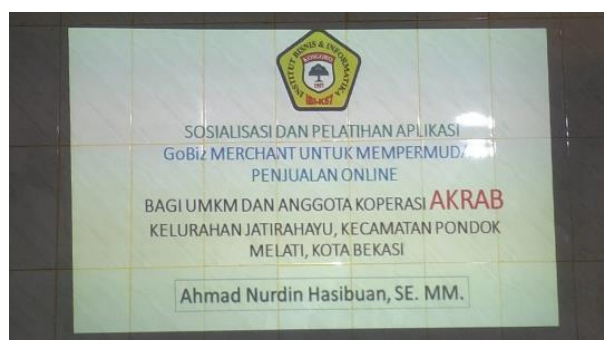 INSTITUT BISNIS & INFORMATIKA
KOSGORO
1957
IBI-K57
SOSIALISASI DAN PELATIHAN APLIKASI
GoBiz MERCHANT UNTUK MEMPERMUDA
PENJUALAN ONLINE
BAGI UMKM DAN ANGGOTA KOPERASI AKRAB
KELURAHAN JATIRAHAYU, KECAMATAN PONDOK
MELATI, KOTA BEKASI
Ahmad Nurdin Hasibuan, SE. MM.